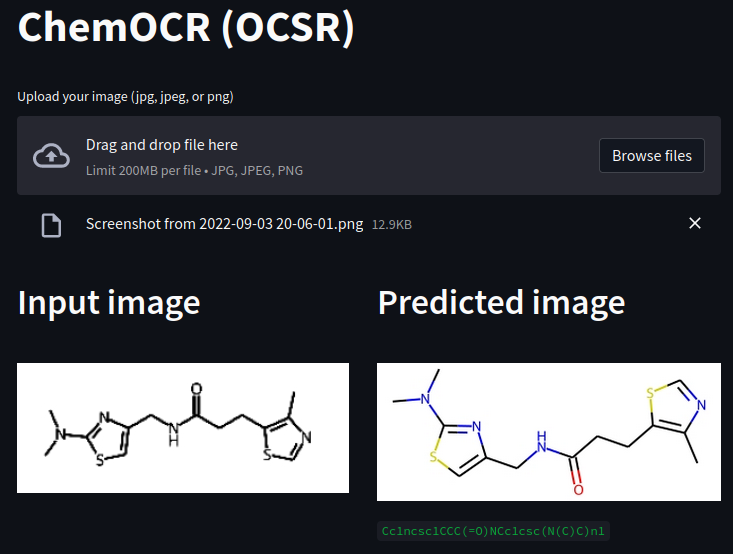 ChemOCR (OCSR)
Upload your image (jpg, jpeg, or png)
Drag and drop file here
Limit 200MB per file • JPG, JPEG, PNG
Browse files
Screenshot from 2022-09-03 20-06-01.png 12.9KB
Input image
Predicted image
O
N
N
N
H
S
S
N
N
N
S
H
N
O
S
N
Cc1ncsc1CCC(=O)NCc1csc(N(C)C)n1